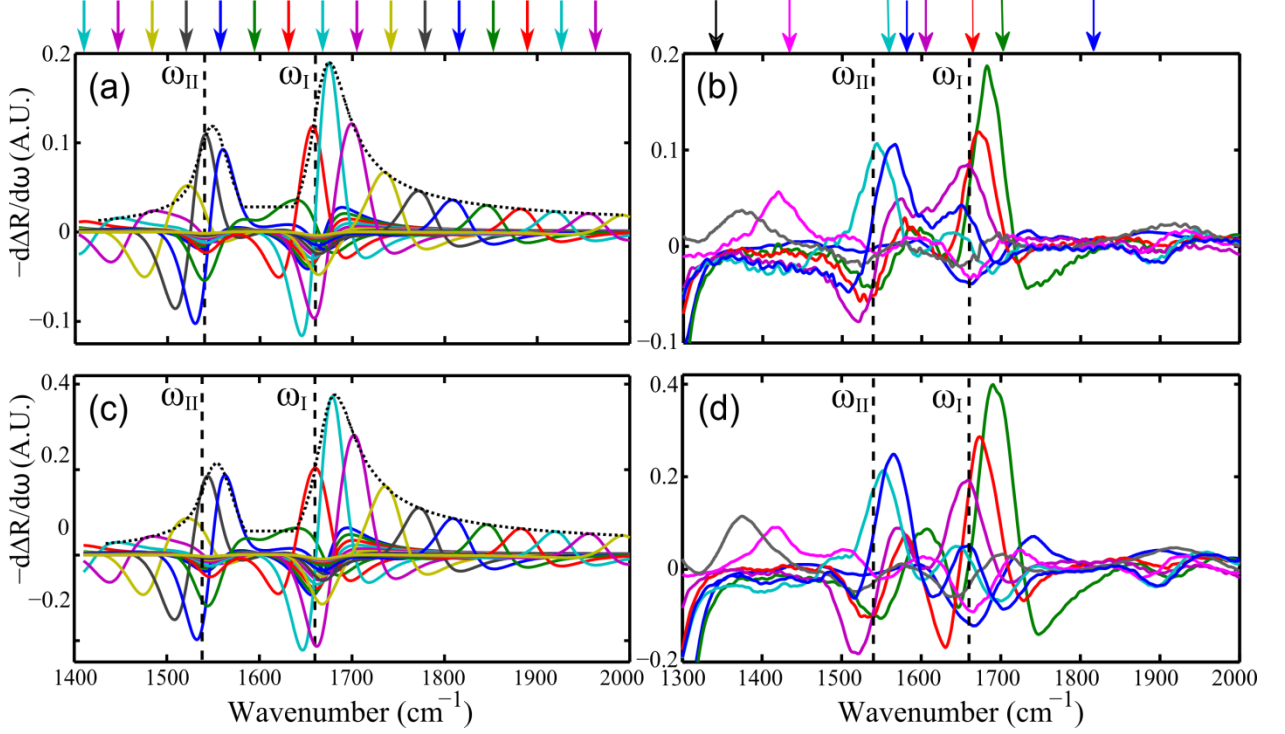 (a)
ω_II
ω_I
0.2
0.1
0
−0.1
−dΔR/dω (A.U.)
(b)
ω_II
ω_I
0.2
0.1
0
−0.1
(c)
ω_II
ω_I
0.4
0.2
0
−0.2
−dΔR/dω (A.U.)
1400 1500 1600 1700 1800 1900 2000
Wavenumber (cm⁻¹)
(d)
ω_II
ω_I
0.4
0.2
0
−0.2
1300 1400 1500 1600 1700 1800 1900 2000
Wavenumber (cm⁻¹)